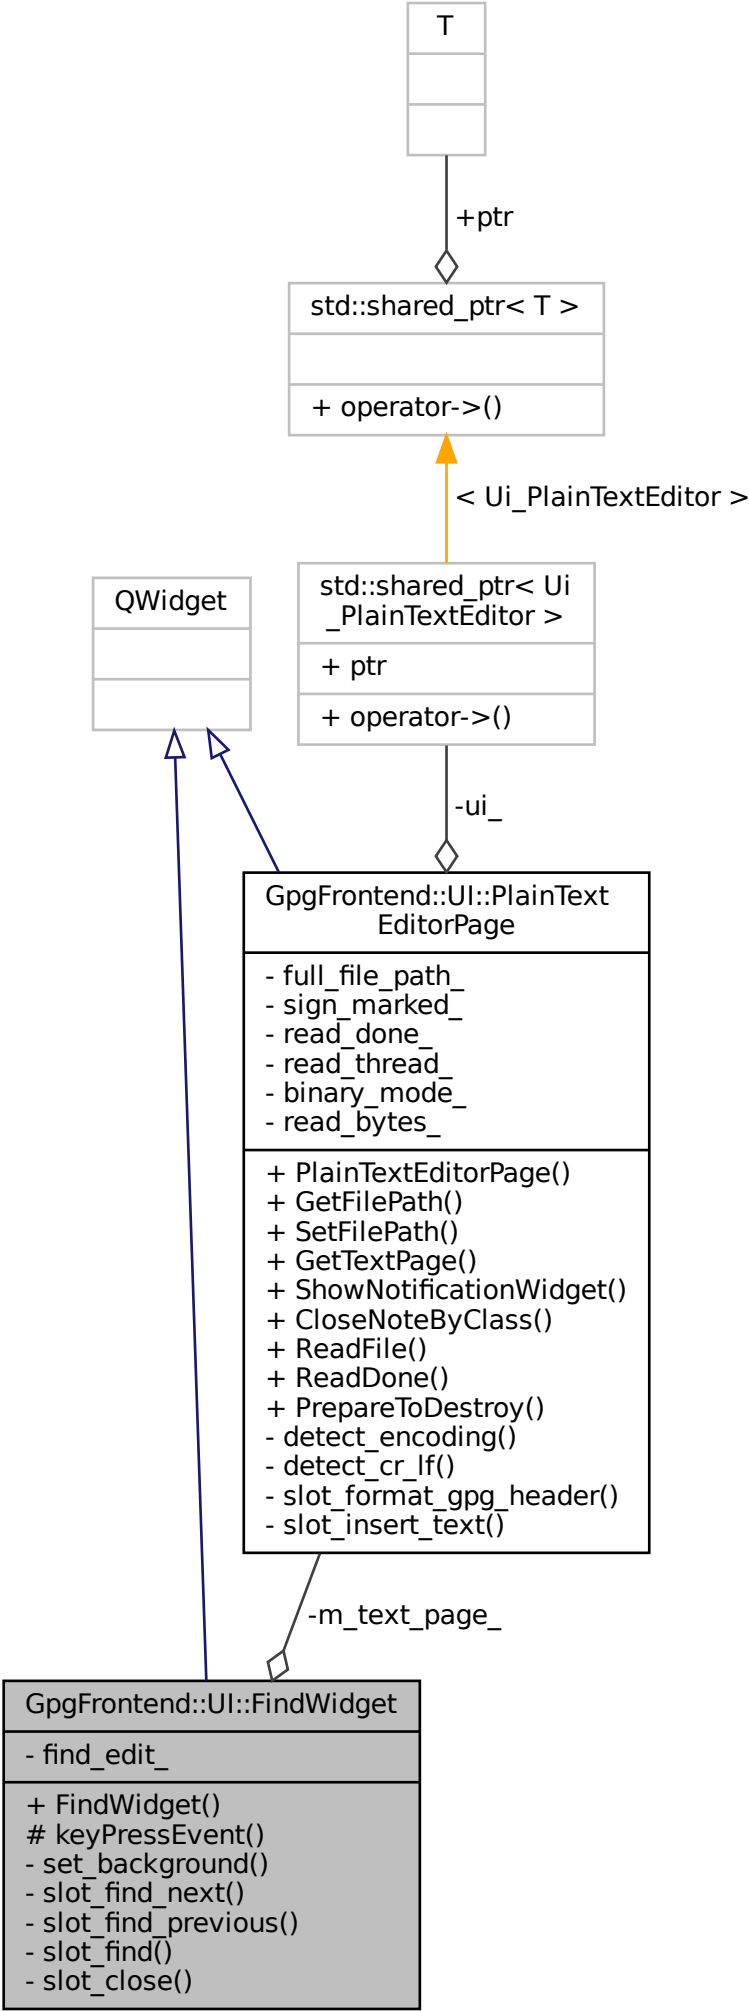 T
+ptr
std::shared_ptr< T >
+ operator->()
< Ui_PlainTextEditor >
QWidget
std::shared_ptr< Ui
_PlainTextEditor >
+ ptr
+ operator->()
-ui_
GpgFrontend::UI::PlainText
EditorPage
- full_file_path_
- sign_marked_
- read_done_
- read_thread_
- binary_mode_
- read_bytes_
+ PlainTextEditorPage()
+ GetFilePath()
+ SetFilePath()
+ GetTextPage()
+ ShowNotificationWidget()
+ CloseNoteByClass()
+ ReadFile()
+ ReadDone()
+ PrepareToDestroy()
- detect_encoding()
- detect_cr_lf()
- slot_format_gpg_header()
- slot_insert_text()
-m_text_page_
GpgFrontend::UI::FindWidget
- find_edit_
+ FindWidget()
# keyPressEvent()
- set_background()
- slot_find_next()
- slot_find_previous()
- slot_find()
- slot_close()